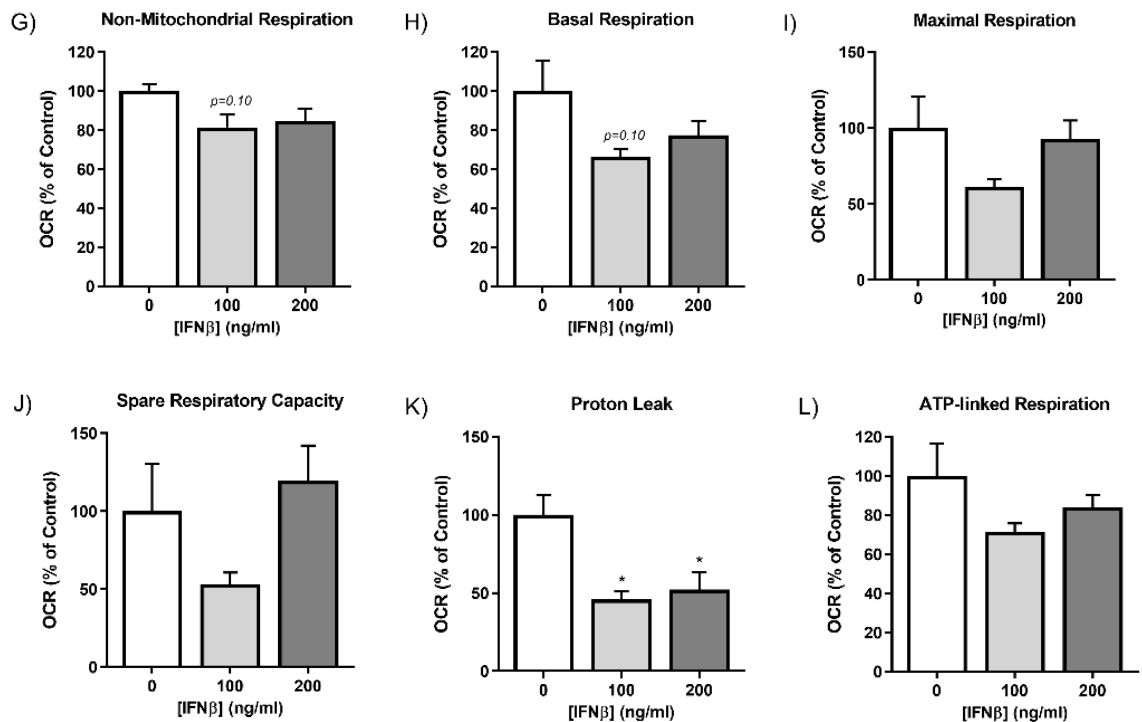 G)
Non-Mitochondrial Respiration
OCR (% of Control)
120
100
80
60
40
20
0
p=0.10
0 100 200
[IFNβ] (ng/ml)
H)
Basal Respiration
OCR (% of Control)
120
100
80
60
40
20
0
p=0.10
0 100 200
[IFNβ] (ng/ml)
I)
Maximal Respiration
OCR (% of Control)
150
100
50
0
0 100 200
[IFNβ] (ng/ml)
J)
Spare Respiratory Capacity
OCR (% of Control)
150
100
50
0
0 100 200
[IFNβ] (ng/ml)
K)
Proton Leak
OCR (% of Control)
150
100
50
0
* *
0 100 200
[IFNβ] (ng/ml)
L)
ATP-linked Respiration
OCR (% of Control)
120
100
80
60
40
20
0
0 100 200
[IFNβ] (ng/ml)